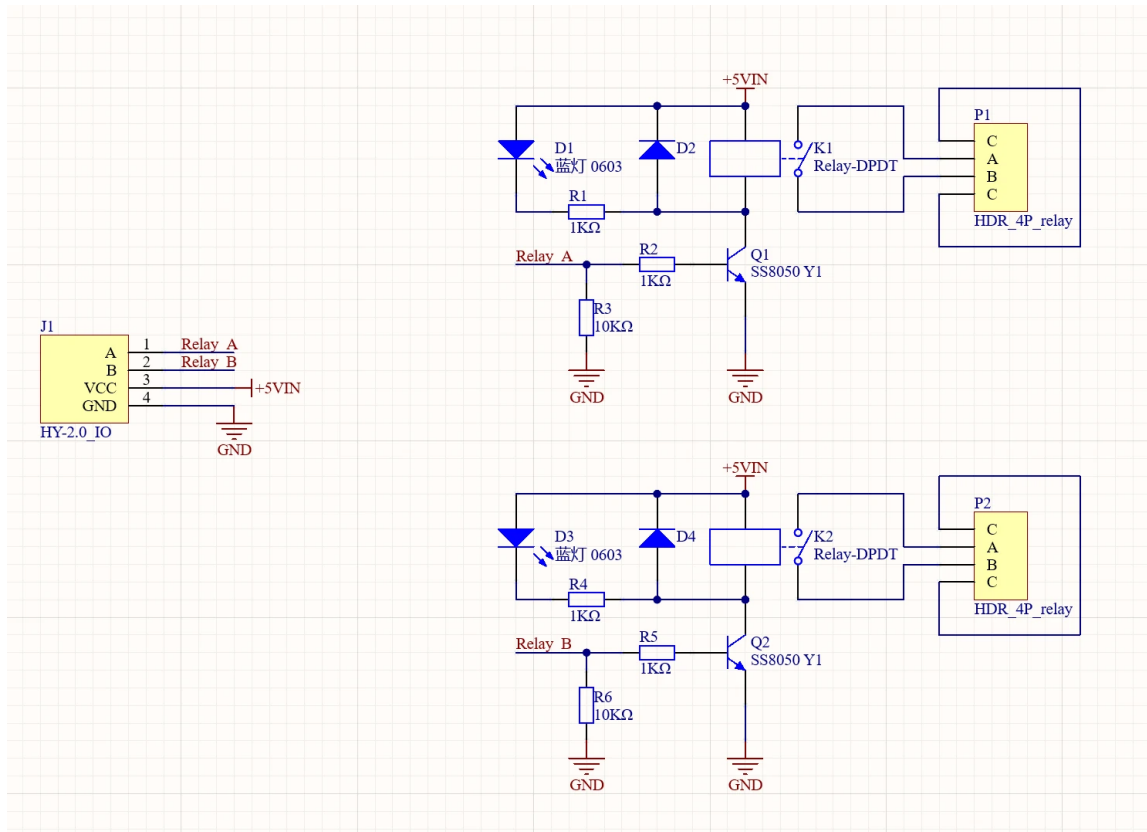 +5VIN
P1
D1
蓝灯 0603
D2
K1
Relay-DPDT
C
A
B
C
HDR_4P_relay
R1
1KΩ
Relay_A
R2
1KΩ
Q1
SS8050 Y1
R3
10KΩ
GND
GND
J1
A
B
VCC
GND
1
2
3
4
Relay_A
Relay_B
+5VIN
HY-2.0_IO
GND
+5VIN
P2
D3
蓝灯 0603
D4
K2
Relay-DPDT
C
A
B
C
HDR_4P_relay
R4
1KΩ
Relay_B
R5
1KΩ
Q2
SS8050 Y1
R6
10KΩ
GND
GND